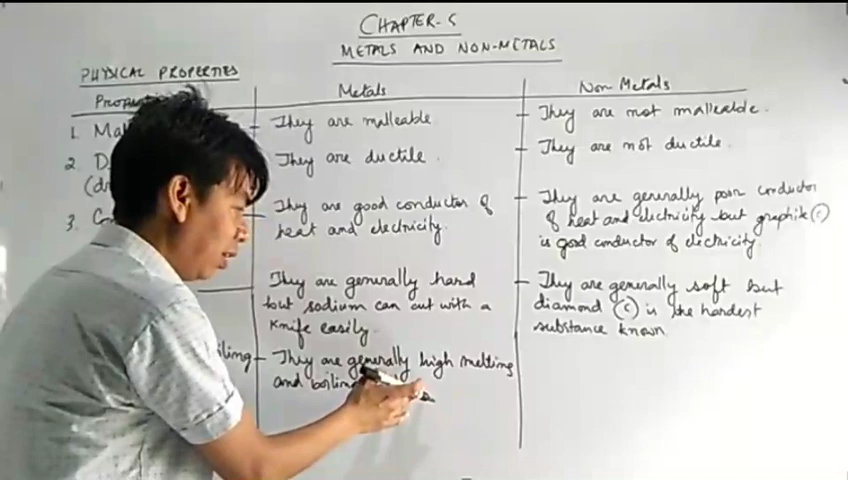 CHAPTER-5
METALS AND NON-METALS
PHYSICAL PROPERTIES
Metals
Non Metals
1.
They are malleable.
They are not malleable.
2.
They are ductile.
They are not ductile.
3.
They are good conductor of
heat and electricity.
They are generally poor conductor
of heat and electricity but graphite (C)
is good conductor of electricity.
They are generally hard
but sodium can cut with a
knife easily.
They are generally soft but
diamond (C) is the hardest
substance known
They are generally high melting
and